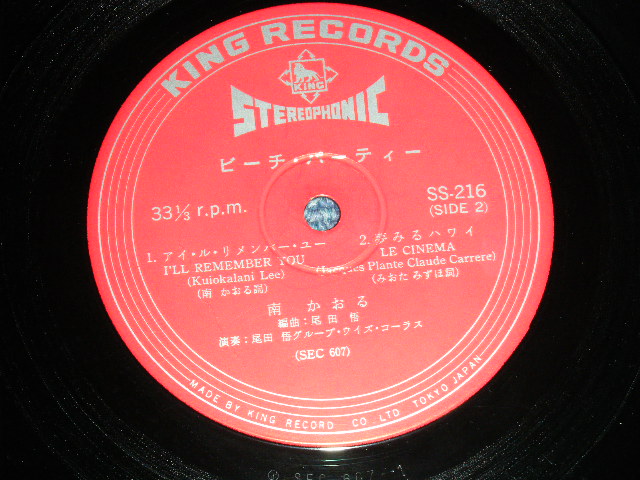 KING RECORDS
KING
STEREOPHONIC
ビーチ・パーティー
33⅓ r.p.m.
SS-216
(SIDE 2)
1. アイ・ル・リメンバー・ユー
I'LL REMEMBER YOU
(Kuiokalani Lee)
(南 かおる詞)
2. 夢みるハワイ
LE CINEMA
Plante Claude Carrere)
(みおた みずほ詞)
南 かおる
編曲:尾田 悟
演奏:尾田 悟グループ・ワイズ・コーラス
(SEC 607)
MADE BY KING RECORD CO., LTD. TOKYO JAPAN